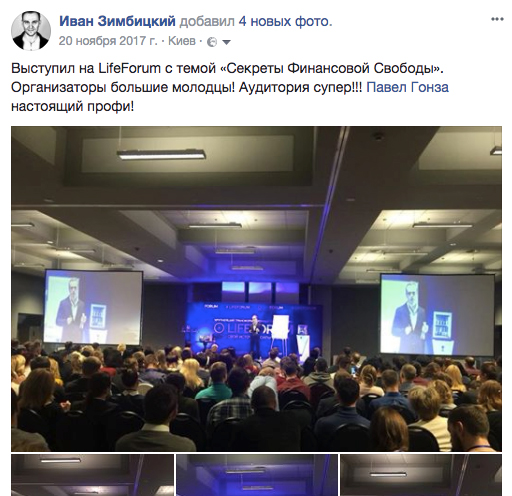 Иван Зимбицкий добавил 4 новых фото.
20 ноября 2017 г. · Киев ·
Выступил на LifeForum с темой «Секреты Финансовой Свободы».
Организаторы большие молодцы! Аудитория супер!!! Павел Гонза
настоящий профи!
LIFEFORUM